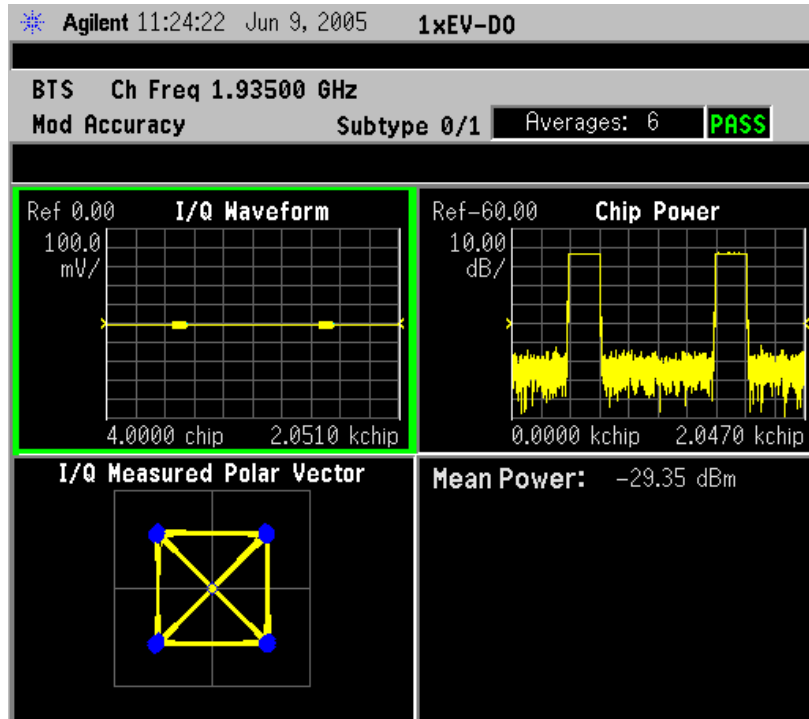 Agilent 11:24:22 Jun 9, 2005 1xEV-DO
BTS Ch Freq 1.93500 GHz
Mod Accuracy Subtype 0/1 Averages: 6 PASS
Ref 0.00 I/Q Waveform
100.0
mV/
4.0000 chip 2.0510 kchip
Ref-60.00 Chip Power
10.00
dB/
0.0000 kchip 2.0470 kchip
I/Q Measured Polar Vector
Mean Power: -29.35 dBm